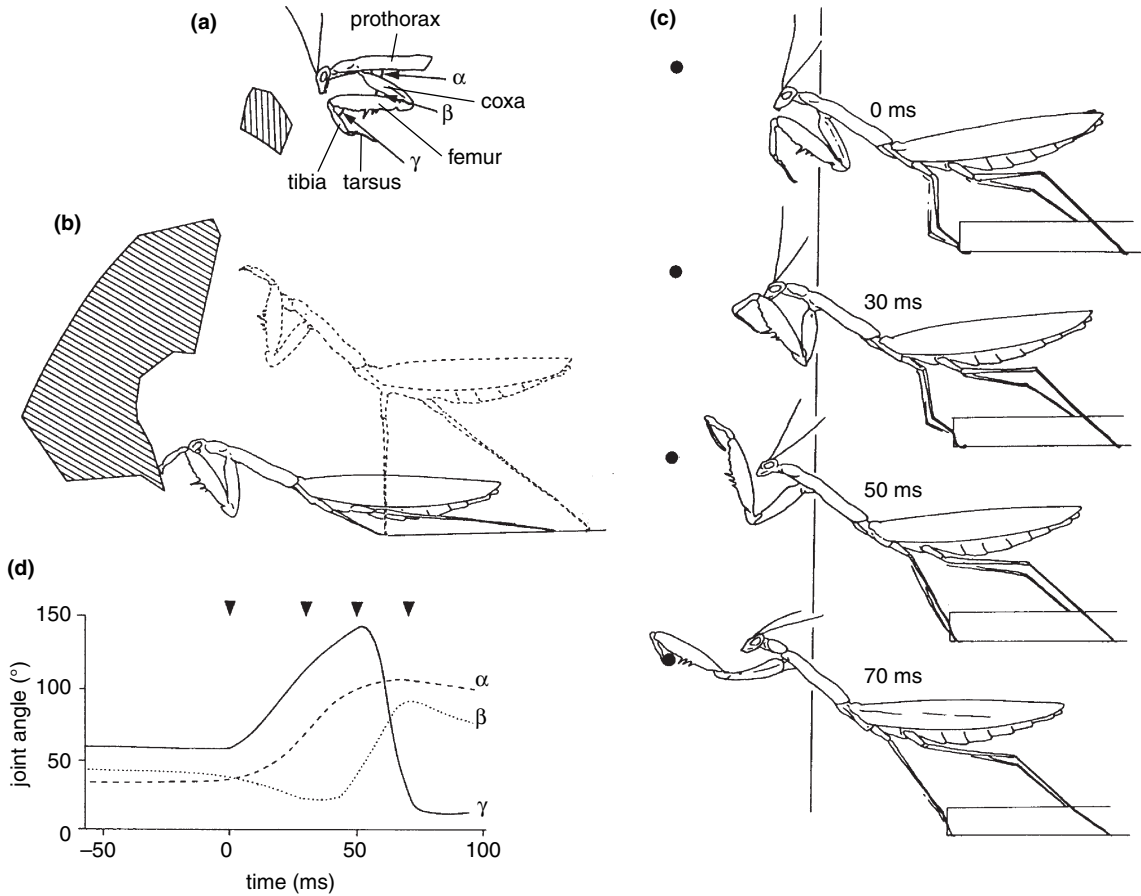 (a)
prothorax
α
coxa
β
femur
γ
tibia tarsus
(b)
(c)
0 ms
30 ms
50 ms
70 ms
(d)
150
100
50
0
joint angle (°)
α
β
γ
–50 0 50 100
time (ms)